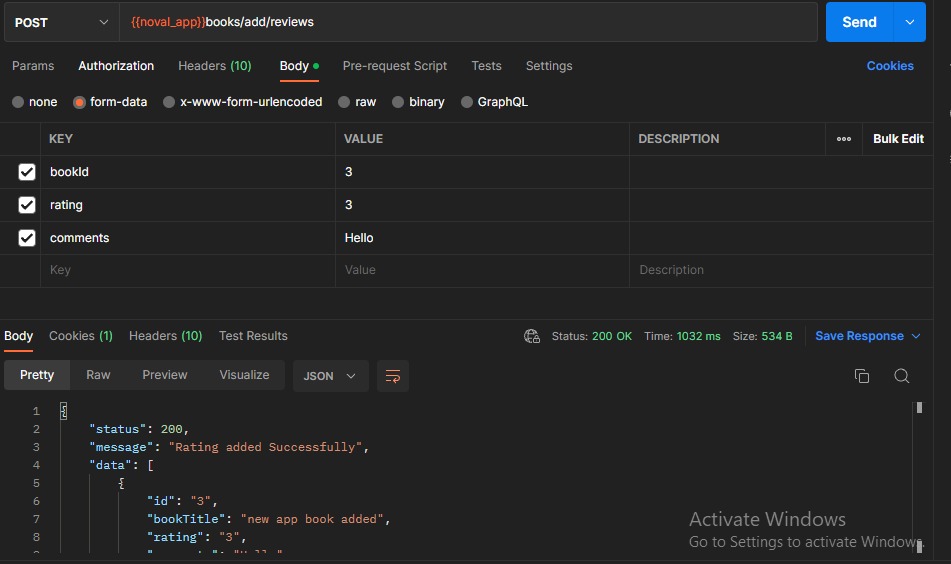 POST {{noval_app}}books/add/reviews Send
Params Authorization Headers (10) Body Pre-request Script Tests Settings Cookies
none form-data x-www-form-urlencoded raw binary GraphQL
KEY VALUE DESCRIPTION ooo Bulk Edit
bookId 3
rating 3
comments Hello
Key Value Description
Body Cookies (1) Headers (10) Test Results Status: 200 OK Time: 1032 ms Size: 534 B Save Response
Pretty Raw Preview Visualize JSON
1 {
2 "status": 200,
3 "message": "Rating added Successfully",
4 "data": [
5 {
6 "id": "3",
7 "bookTitle": "new app book added",
8 "rating": "3",
Activate Windows
Go to Settings to activate Windows.